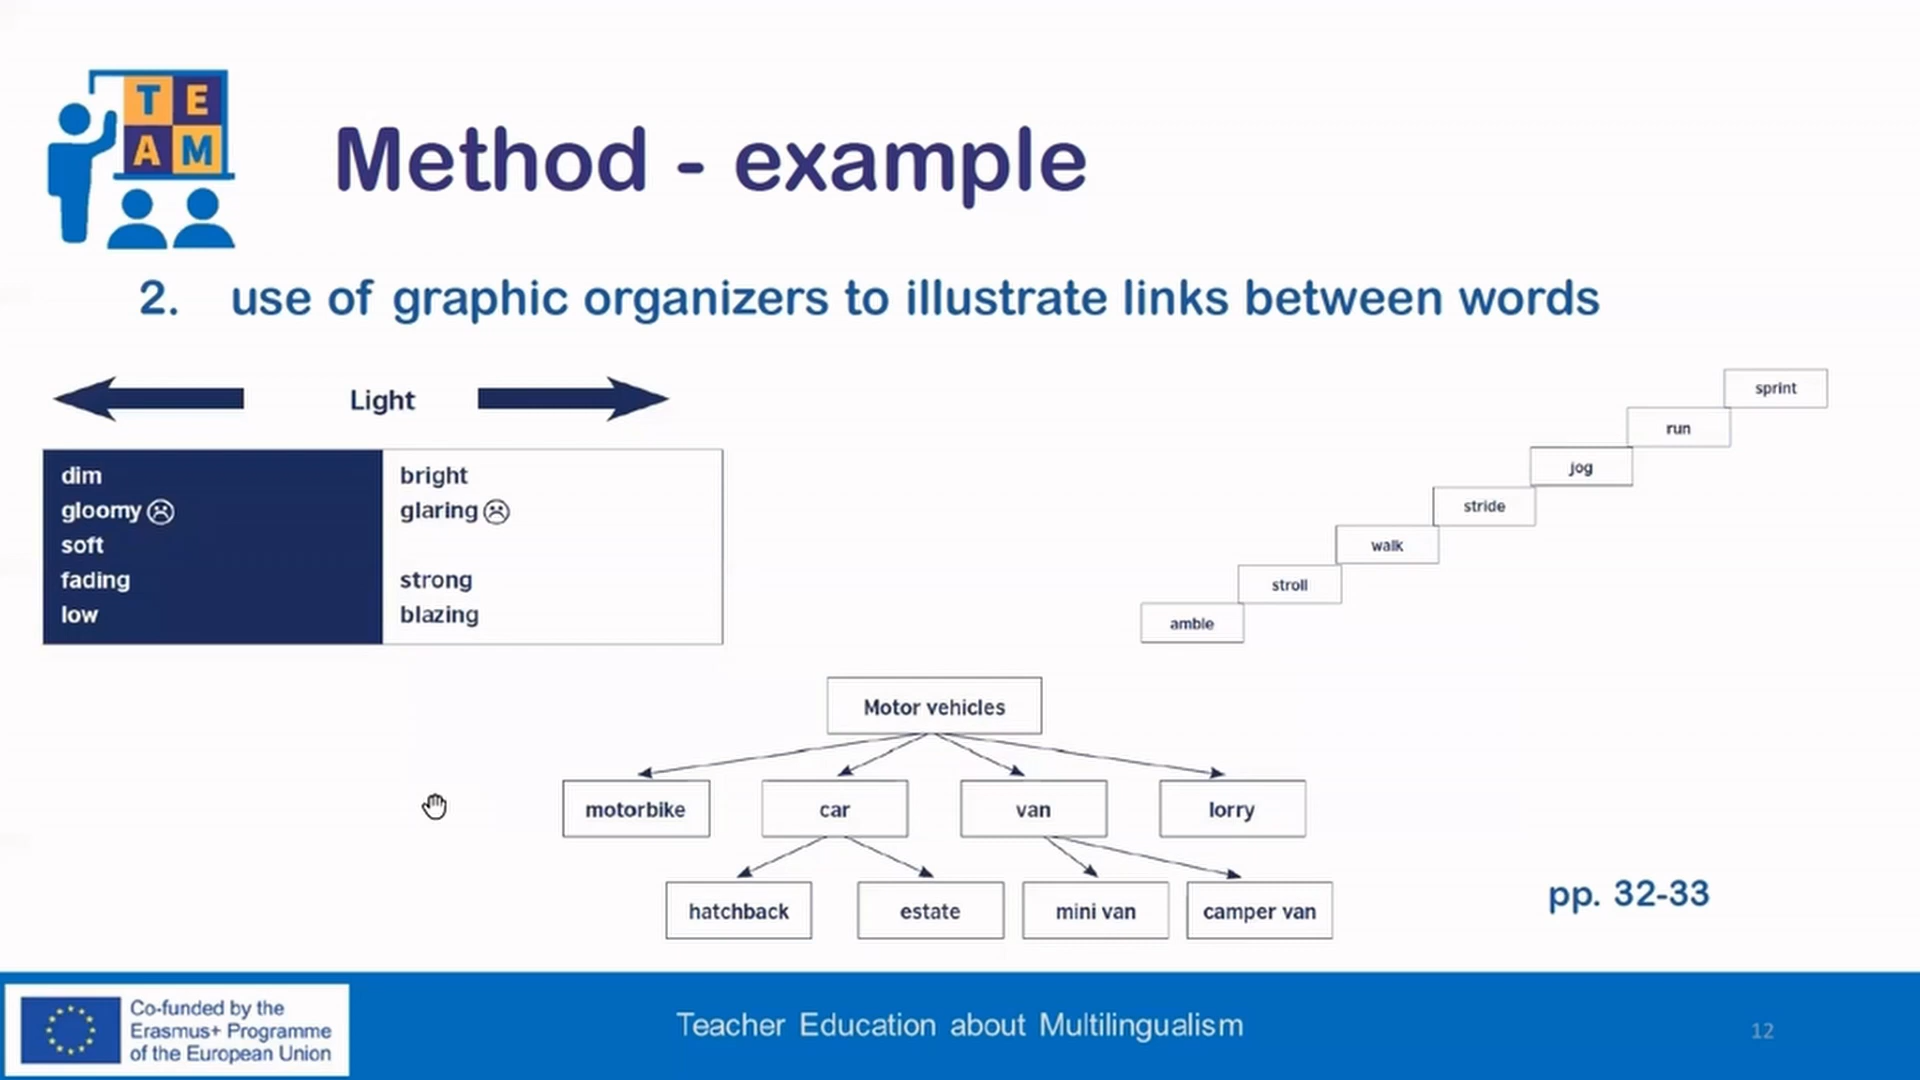 T E
A M
Method - example
2. use of graphic organizers to illustrate links between words
Light
dim bright
gloomy glaring
soft
fading strong
low blazing
sprint
run
jog
stride
walk
stroll
amble
Motor vehicles
motorbike car van lorry
hatchback estate mini van camper van
pp. 32-33
Co-funded by the
Erasmus+ Programme
of the European Union
Teacher Education about Multilingualism
12